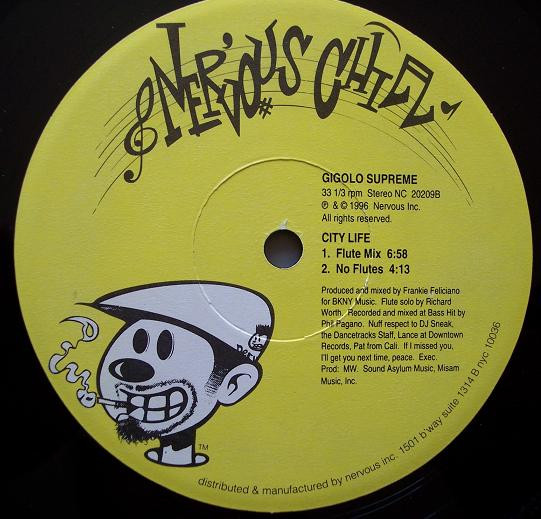 NERVOUS CHILL
GIGOLO SUPREME
33 1/3 rpm Stereo NC 20209B
℗ & © 1996 Nervous Inc.
All rights reserved.
CITY LIFE
1. Flute Mix 6:58
2. No Flutes 4:13
Produced and mixed by Frankie Feliciano
for BKNY Music. Flute solo by Richard
Worth. Recorded and mixed at Bass Hit by
Phil Pagano. Nuff respect to DJ Sneak,
the Dancetracks Staff, Lance at Downtown
Records, Pat from Cali. If I missed you,
I'll get you next time, peace. Exec.
Prod: MW. Sound Asylum Music, Misam
Music, Inc.
TM
distributed & manufactured by nervous inc. 1501 b'way suite 1314 B nyc 10036